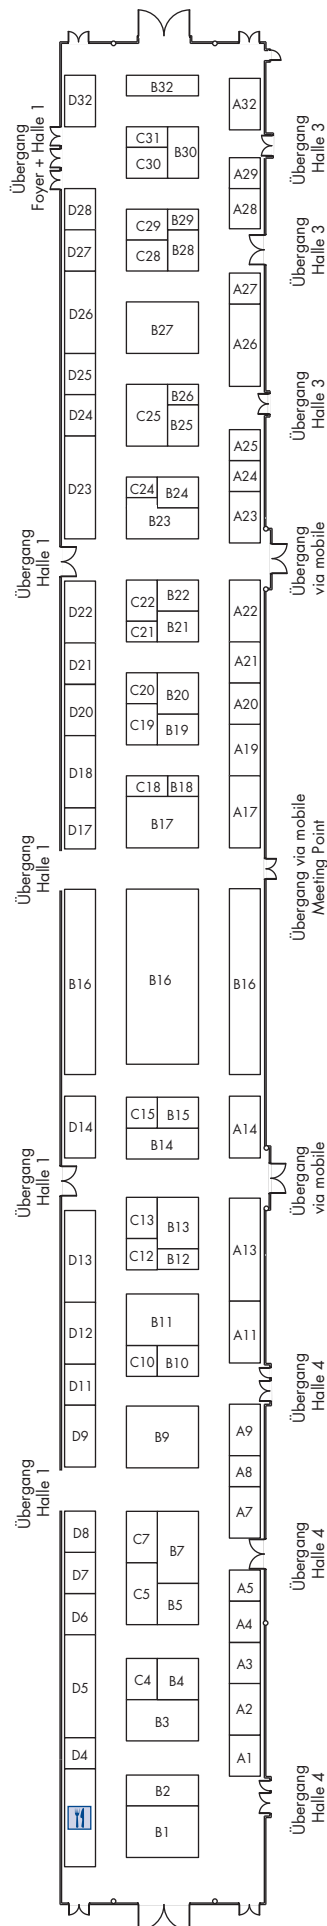 B32
D32
A32
Übergang
Foyer + Halle 1
C31
B30
C30
Übergang
Halle 3
A29
D28
A28
C29
B29
D27
C28
B28
Übergang
Halle 3
D26
A27
B27
A26
D25
D24
C25
B26
B25
Übergang
Halle 3
D23
A25
A24
C24
B24
A23
B23
Übergang
Halle 1
Übergang
via mobile
D22
C22
B22
A22
C21
B21
D21
A21
D20
C20
B20
A20
C19
B19
D18
A19
C18
B18
A17
D17
B17
Übergang
Halle 1
Übergang via mobile
Meeting Point
B16
B16
B16
D14
C15
B15
A14
B14
Übergang
Halle 1
Übergang
via mobile
D13
C13
B13
A13
C12
B12
D12
B11
A11
C10
B10
D11
Übergang
Halle 4
D9
B9
A9
A8
Übergang
Halle 1
A7
D8
C7
B7
D7
Übergang
Halle 4
C5
A5
D6
B5
A4
D5
C4
B4
A3
B3
A2
D4
A1
B2
Übergang
Halle 4
B1